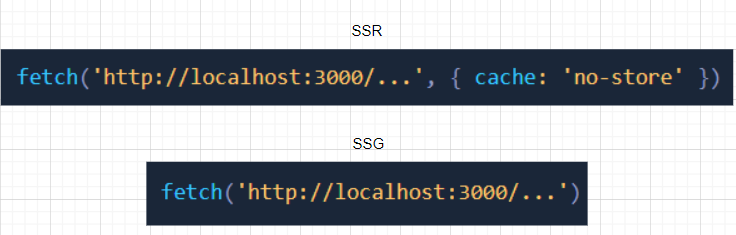 SSR
fetch('http://localhost:3000/...', { cache: 'no-store' })
SSG
fetch('http://localhost:3000/...')